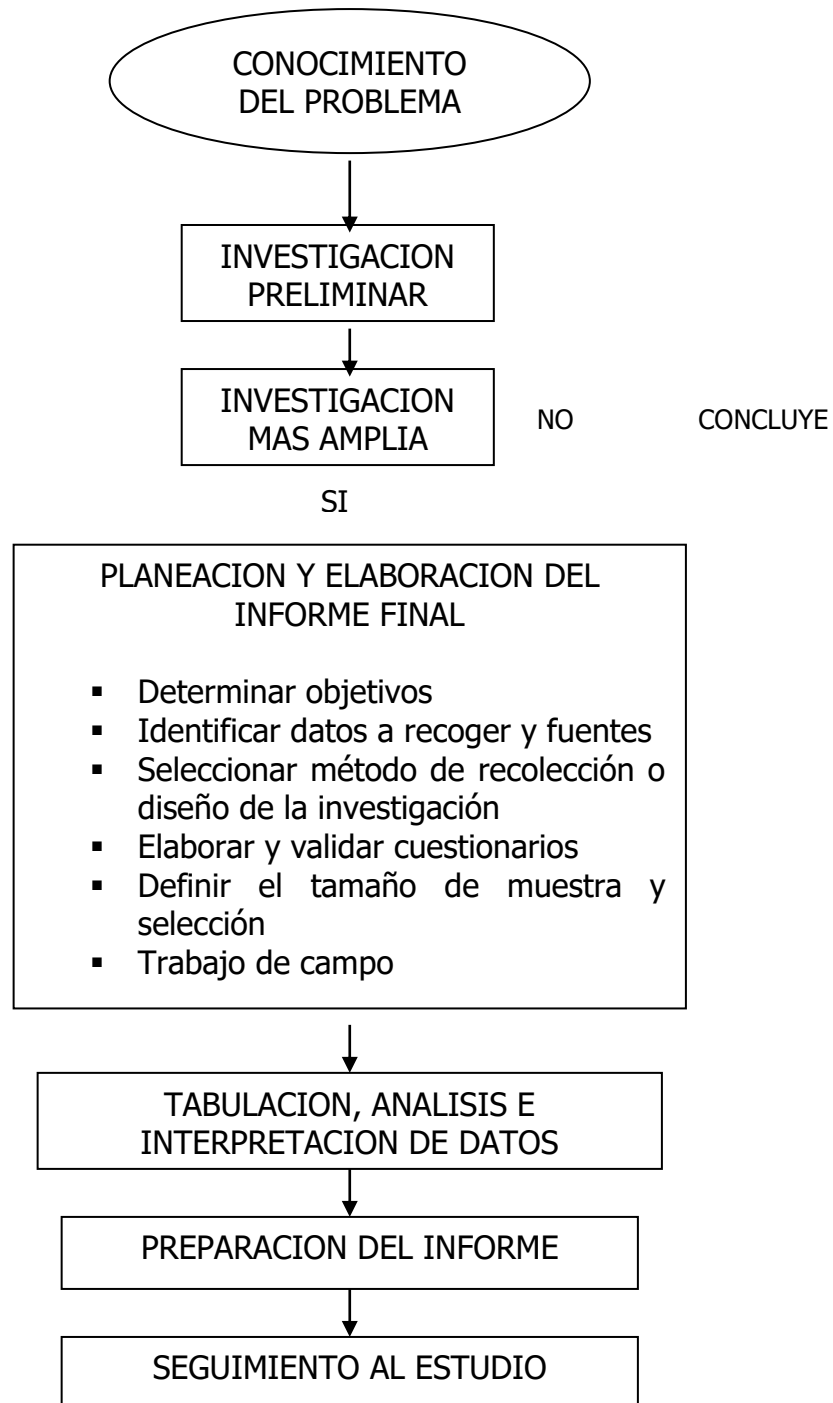 CONOCIMIENTO
DEL PROBLEMA
INVESTIGACION
PRELIMINAR
INVESTIGACION
MAS AMPLIA
NO
CONCLUYE
SI
PLANEACION Y ELABORACION DEL
INFORME FINAL
▪ Determinar objetivos
▪ Identificar datos a recoger y fuentes
▪ Seleccionar método de recolección o
diseño de la investigación
▪ Elaborar y validar cuestionarios
▪ Definir el tamaño de muestra y
selección
▪ Trabajo de campo
TABULACION, ANALISIS E
INTERPRETACION DE DATOS
PREPARACION DEL INFORME
SEGUIMIENTO AL ESTUDIO